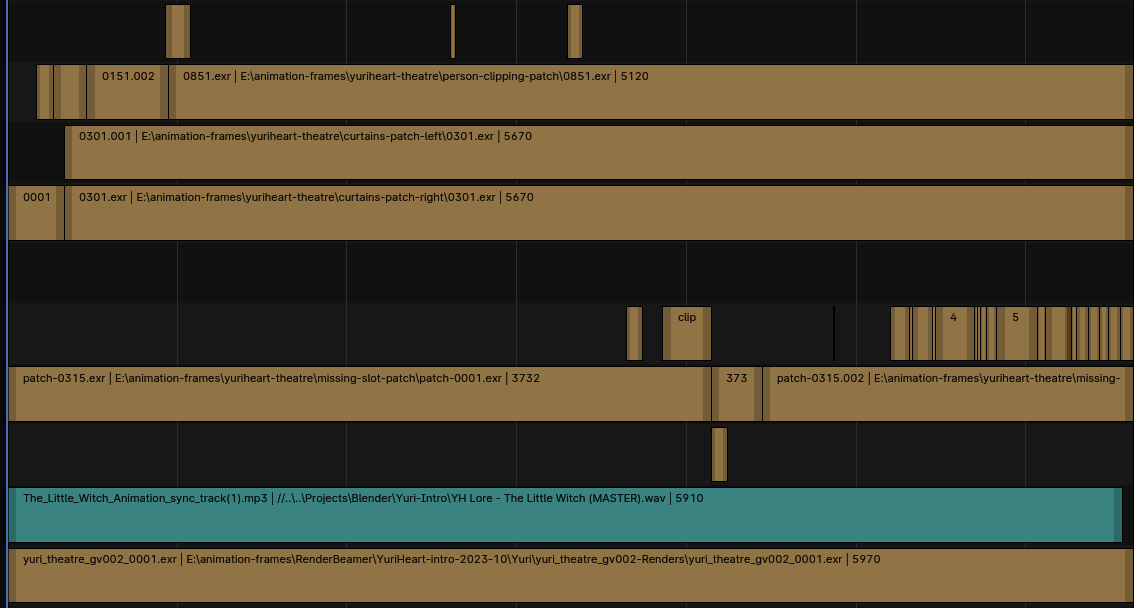 0151.002
0851.exr | E:\animation-frames\yuriheart-theatre\person-clipping-patch\0851.exr | 5120
0301.001 | E:\animation-frames\yuriheart-theatre\curtains-patch-left\0301.exr | 5670
0001
0301.exr | E:\animation-frames\yuriheart-theatre\curtains-patch-right\0301.exr | 5670
clip
4
5
patch-0315.exr | E:\animation-frames\yuriheart-theatre\missing-slot-patch\patch-0001.exr | 3732
373
patch-0315.002 | E:\animation-frames\yuriheart-theatre\missing-
The_Little_Witch_Animation_sync_track(1).mp3 | //..\..\Projects\Blender\Yuri-Intro\YH Lore - The Little Witch (MASTER).wav | 5910
yuri_theatre_gv002_0001.exr | E:\animation-frames\RenderBeamer\YuriHeart-intro-2023-10\Yuri\yuri_theatre_gv002-Renders\yuri_theatre_gv002_0001.exr | 5970